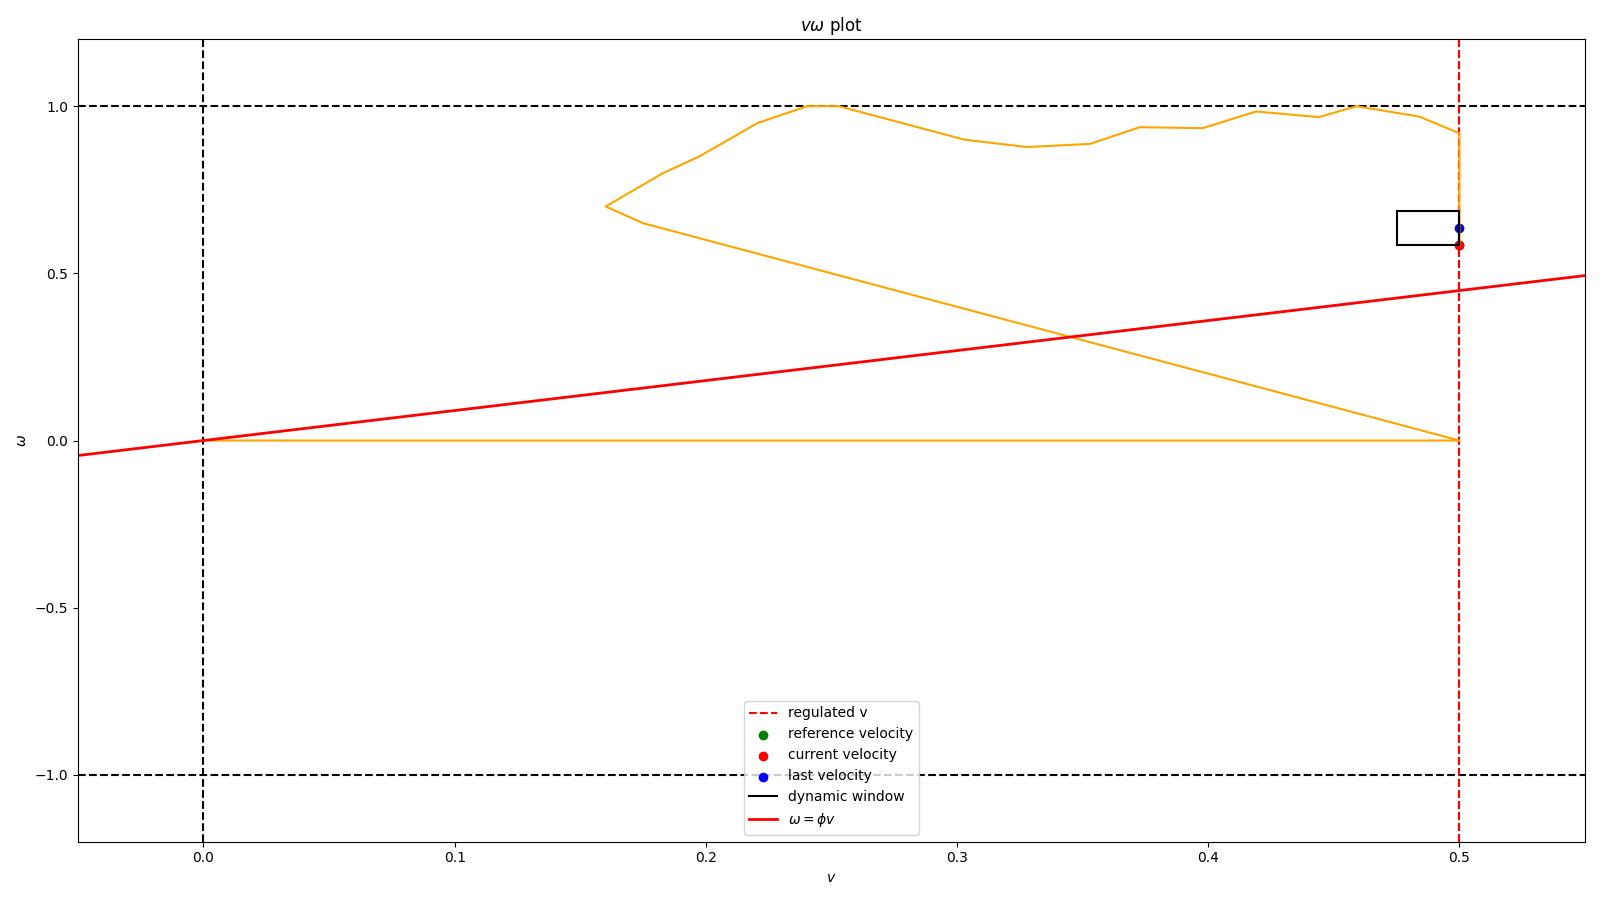 vω plot
1.0
0.5
0.0
−0.5
−1.0
ω
0.0 0.1 0.2 0.3 0.4 0.5
v
regulated v
reference velocity
current velocity
last velocity
dynamic window
ω = ϕv